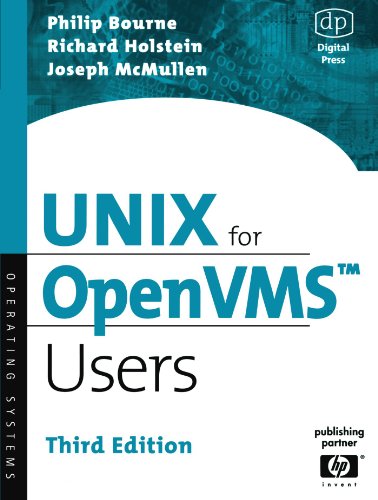 Philip Bourne
Richard Holstein
Joseph McMullen
dp
Digital
Press
UNIX for
OpenVMS™
Users
OPERATING SYSTEMS
Third Edition
publishing
partner
hp
invent